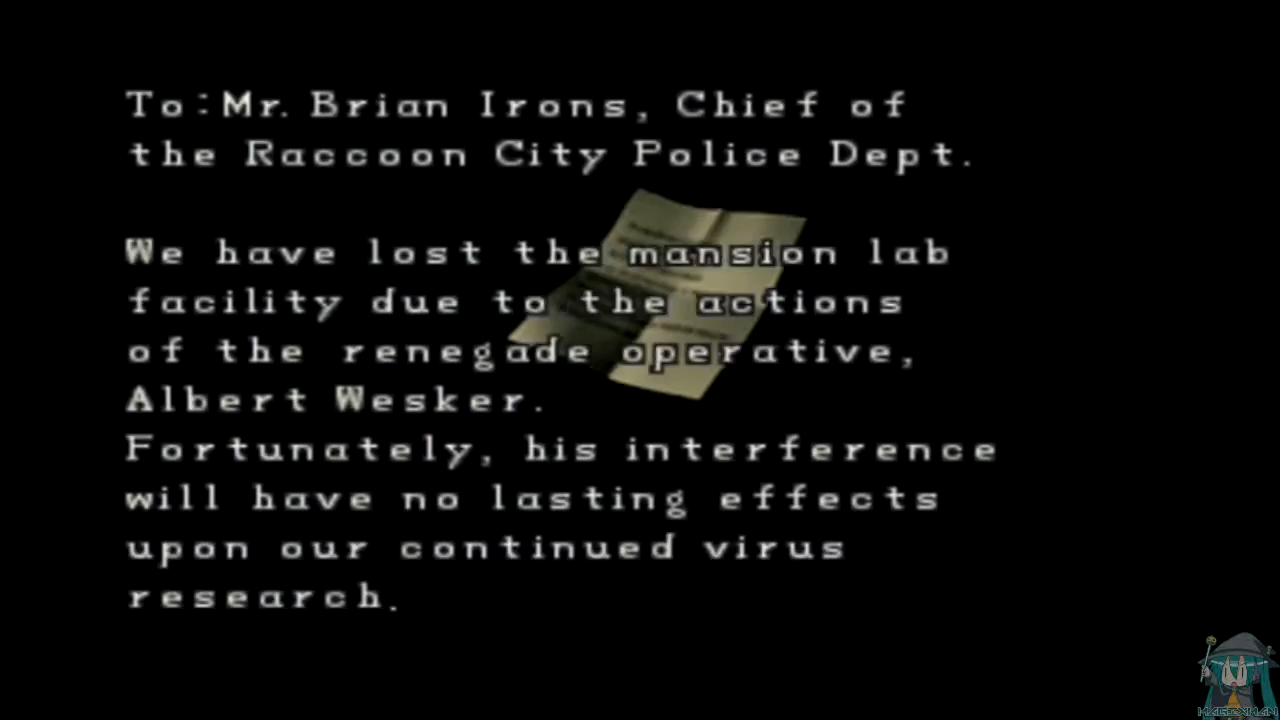 To:Mr. Brian Irons, Chief of
the Raccoon City Police Dept.
We have lost the mansion lab
facility due to the actions
of the renegade operative,
Albert Wesker.
Fortunately, his interference
will have no lasting effects
upon our continued virus
research.